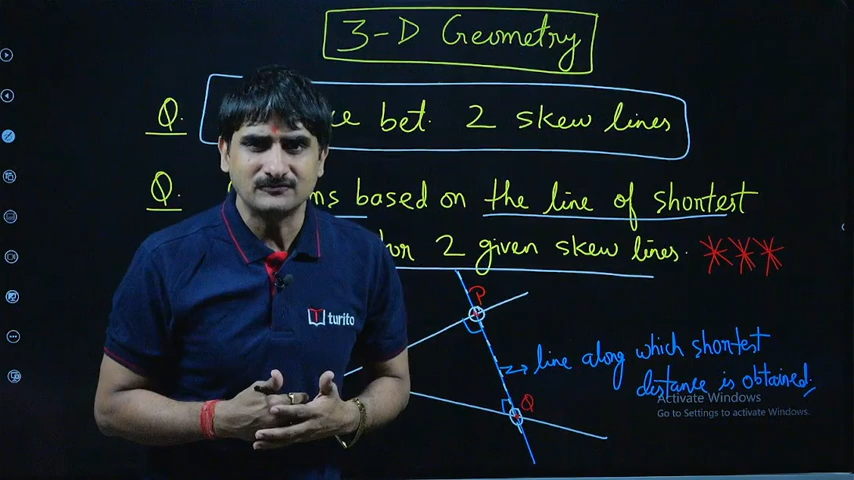 3-D Geometry
Q. ce bet. 2 skew lines
Q. ms based on the line of shortest
for 2 given skew lines.
P
turito
line along which shortest
distance is obtained.
Q
Activate Windows
Go to Settings to activate Windows.